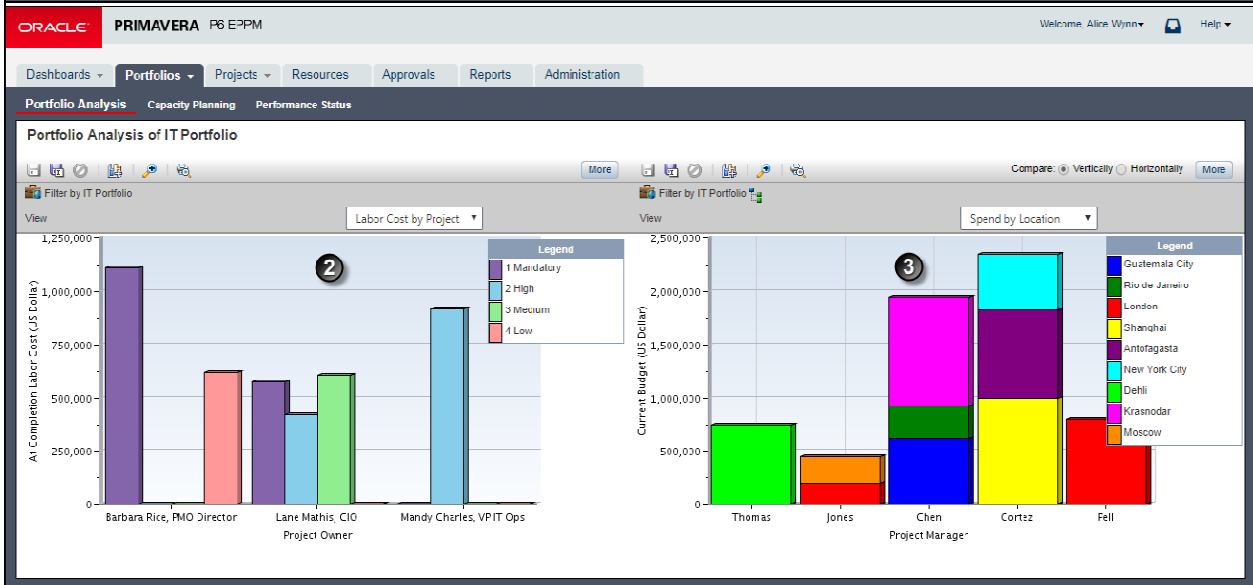 ORACLE PRIMAVERA P6 EPPM Welcome, Alice Wynn Help
Dashboards Portfolios Projects Resources Approvals Reports Administration
Portfolio Analysis Capacity Planning Performance Status
Portfolio Analysis of IT Portfolio
More
Compare: Vertically Horizontally More
Filter by IT Portfolio
Filter by IT Portfolio
View Labor Cost by Project
View Spend by Location
At Completion Labor Cost (US Dollar)
1,250,000
1,000,000
750,000
500,000
250,000
0
2
Legend
1 Mandatory
2 High
3 Medium
4 Low
Barbara Rice, PMO Director Lane Mathis, CIO Mandy Charles, VP IT Ops
Project Owner
Current Budget (US Dollar)
2,500,000
2,000,000
1,500,000
1,000,000
500,000
0
3
Legend
Guatemala City
Rio de Janeiro
London
Shanghai
Antofagasta
New York City
Dehli
Krasnodar
Moscow
Thomas Jones Chen Cortez Fell
Project Manager